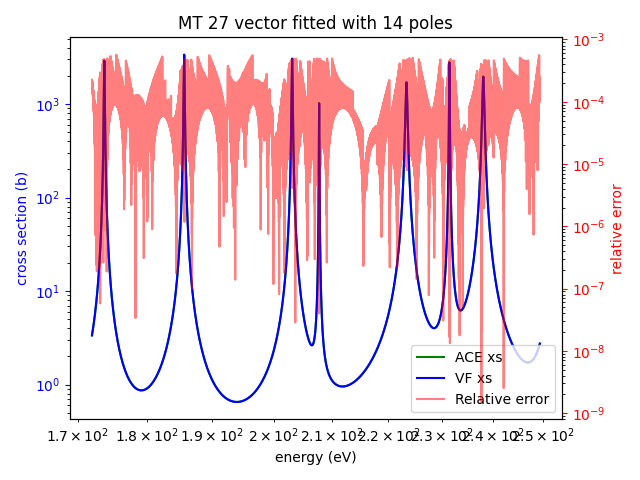 MT 27 vector fitted with 14 poles
cross section (b)
10³
10²
10¹
10⁰
10⁻³
10⁻⁴
10⁻⁵
10⁻⁶
10⁻⁷
10⁻⁸
10⁻⁹
relative error
ACE xs
VF xs
Relative error
1.7 × 10² 1.8 × 10² 1.9 × 10² 2 × 10² 2.1 × 10² 2.2 × 10² 2.3 × 10² 2.4 × 10² 2.5 × 10²
energy (eV)